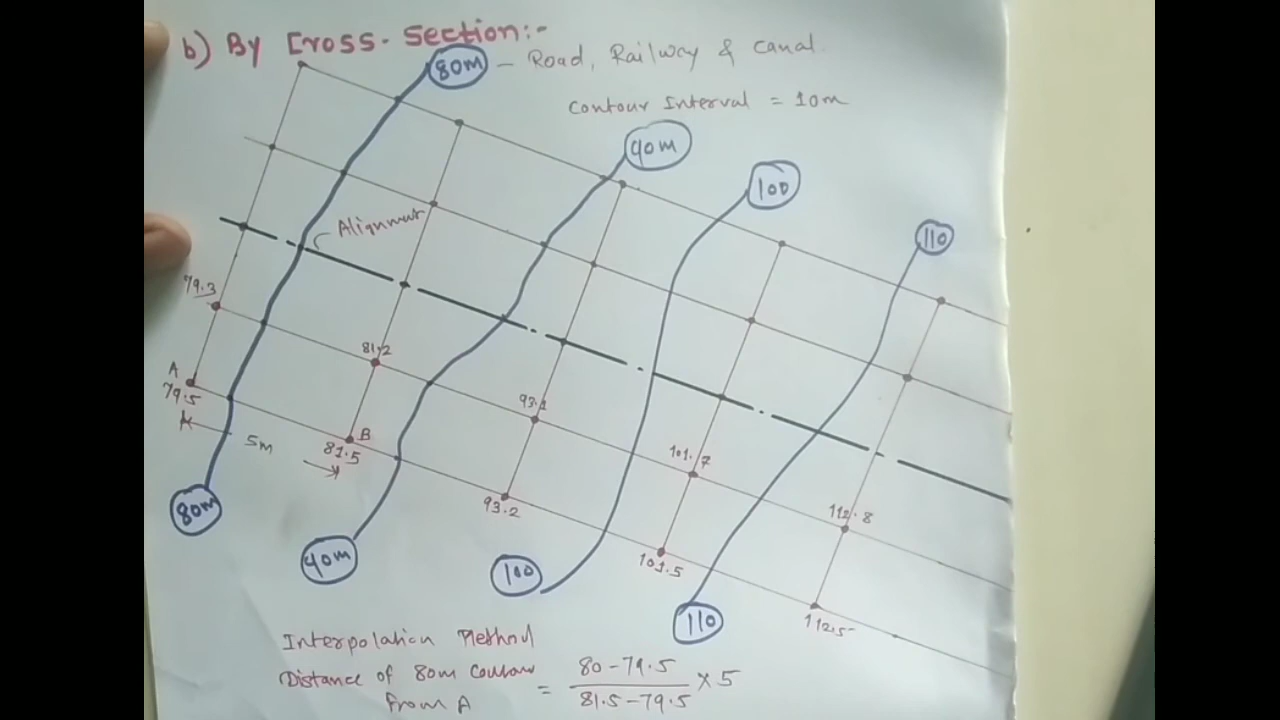 b) By Cross-Section:-
80m - Road, Railway & Canal.
Contour Interval = 10m
90m
100
110
Alignment
79.3
A
79.5
5m
81.2
B
81.5
93.1
93.2
101.7
101.5
112.8
112.5
80m
90m
100
110
Interpolation Method
Distance of 80m Contour from A = 80-79.5 / 81.5-79.5 × 5